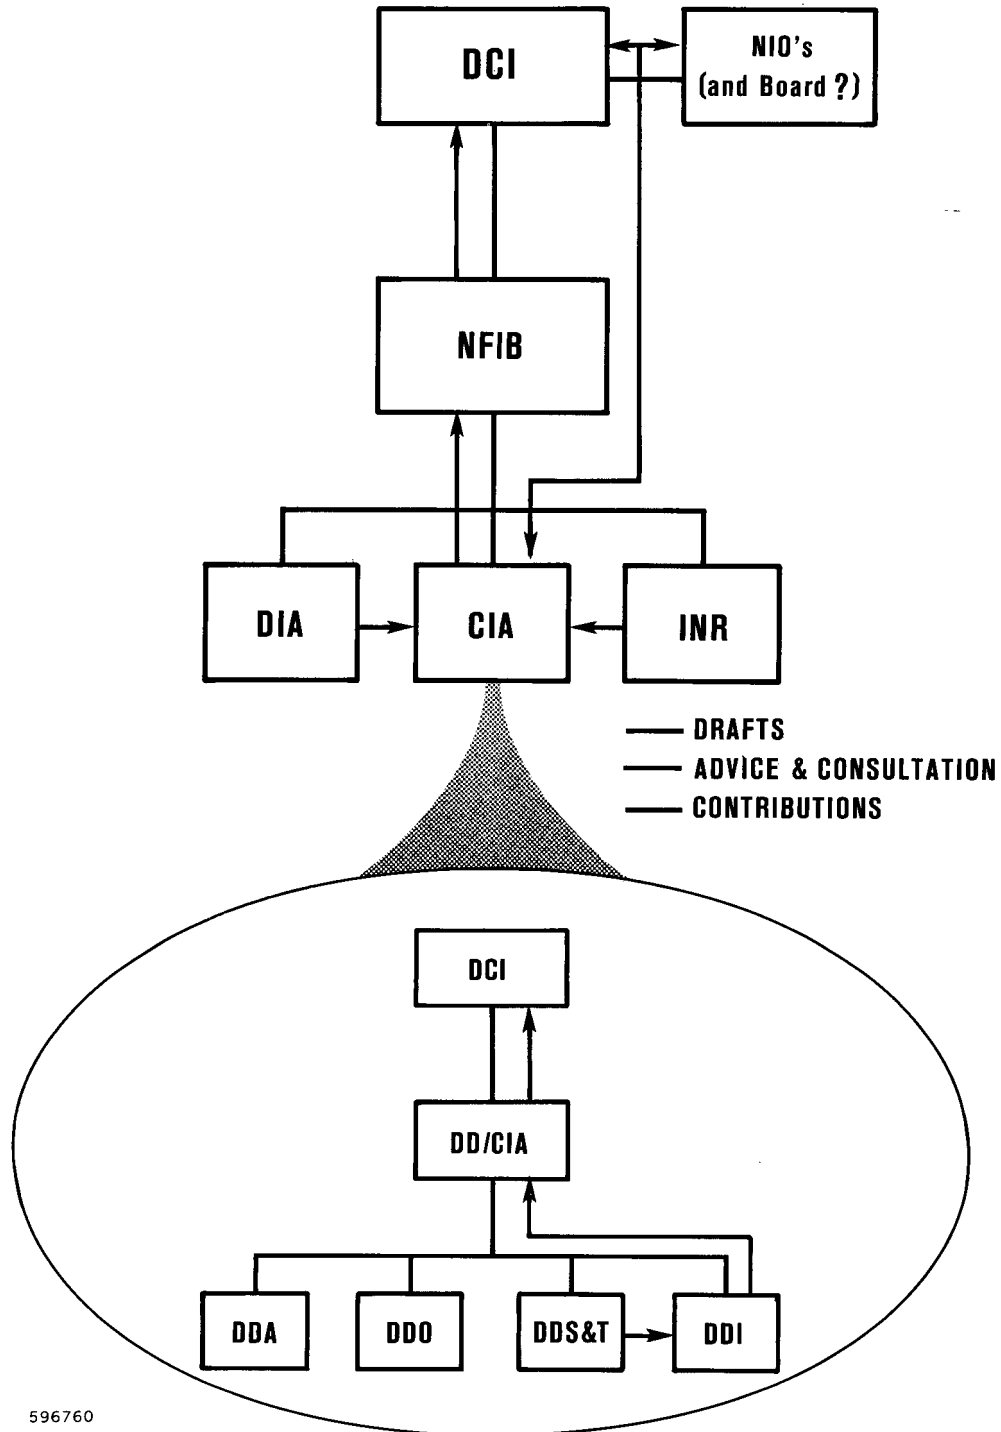 DCI
NIO's
(and Board ?)
NFIB
DIA
CIA
INR
DRAFTS
ADVICE & CONSULTATION
CONTRIBUTIONS
DCI
DD/CIA
DDA
DDO
DDS&T
DDI
596760